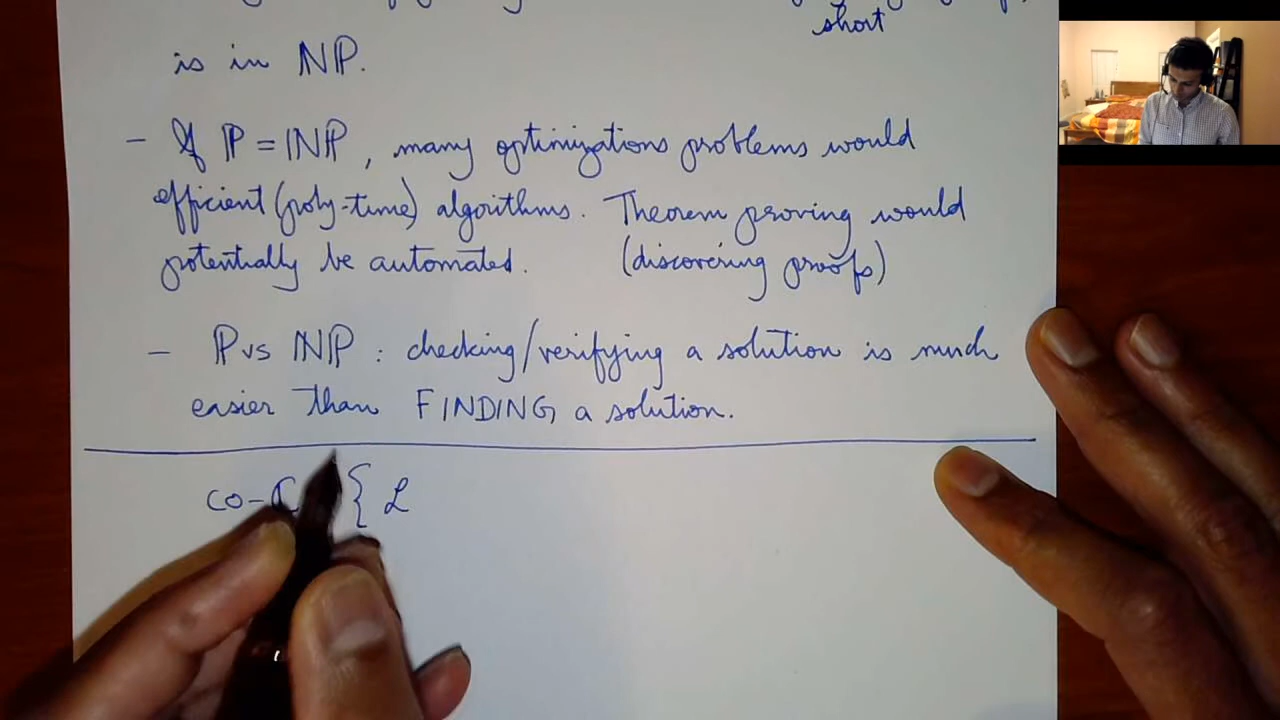 short
is in NP.
- If P = NP, many optimizations problems would
efficient (poly-time) algorithms. Theorem proving would
potentially be automated. (discovering proofs)
- P vs NP : checking/verifying a solution is much
easier than FINDING a solution.
co-C { L